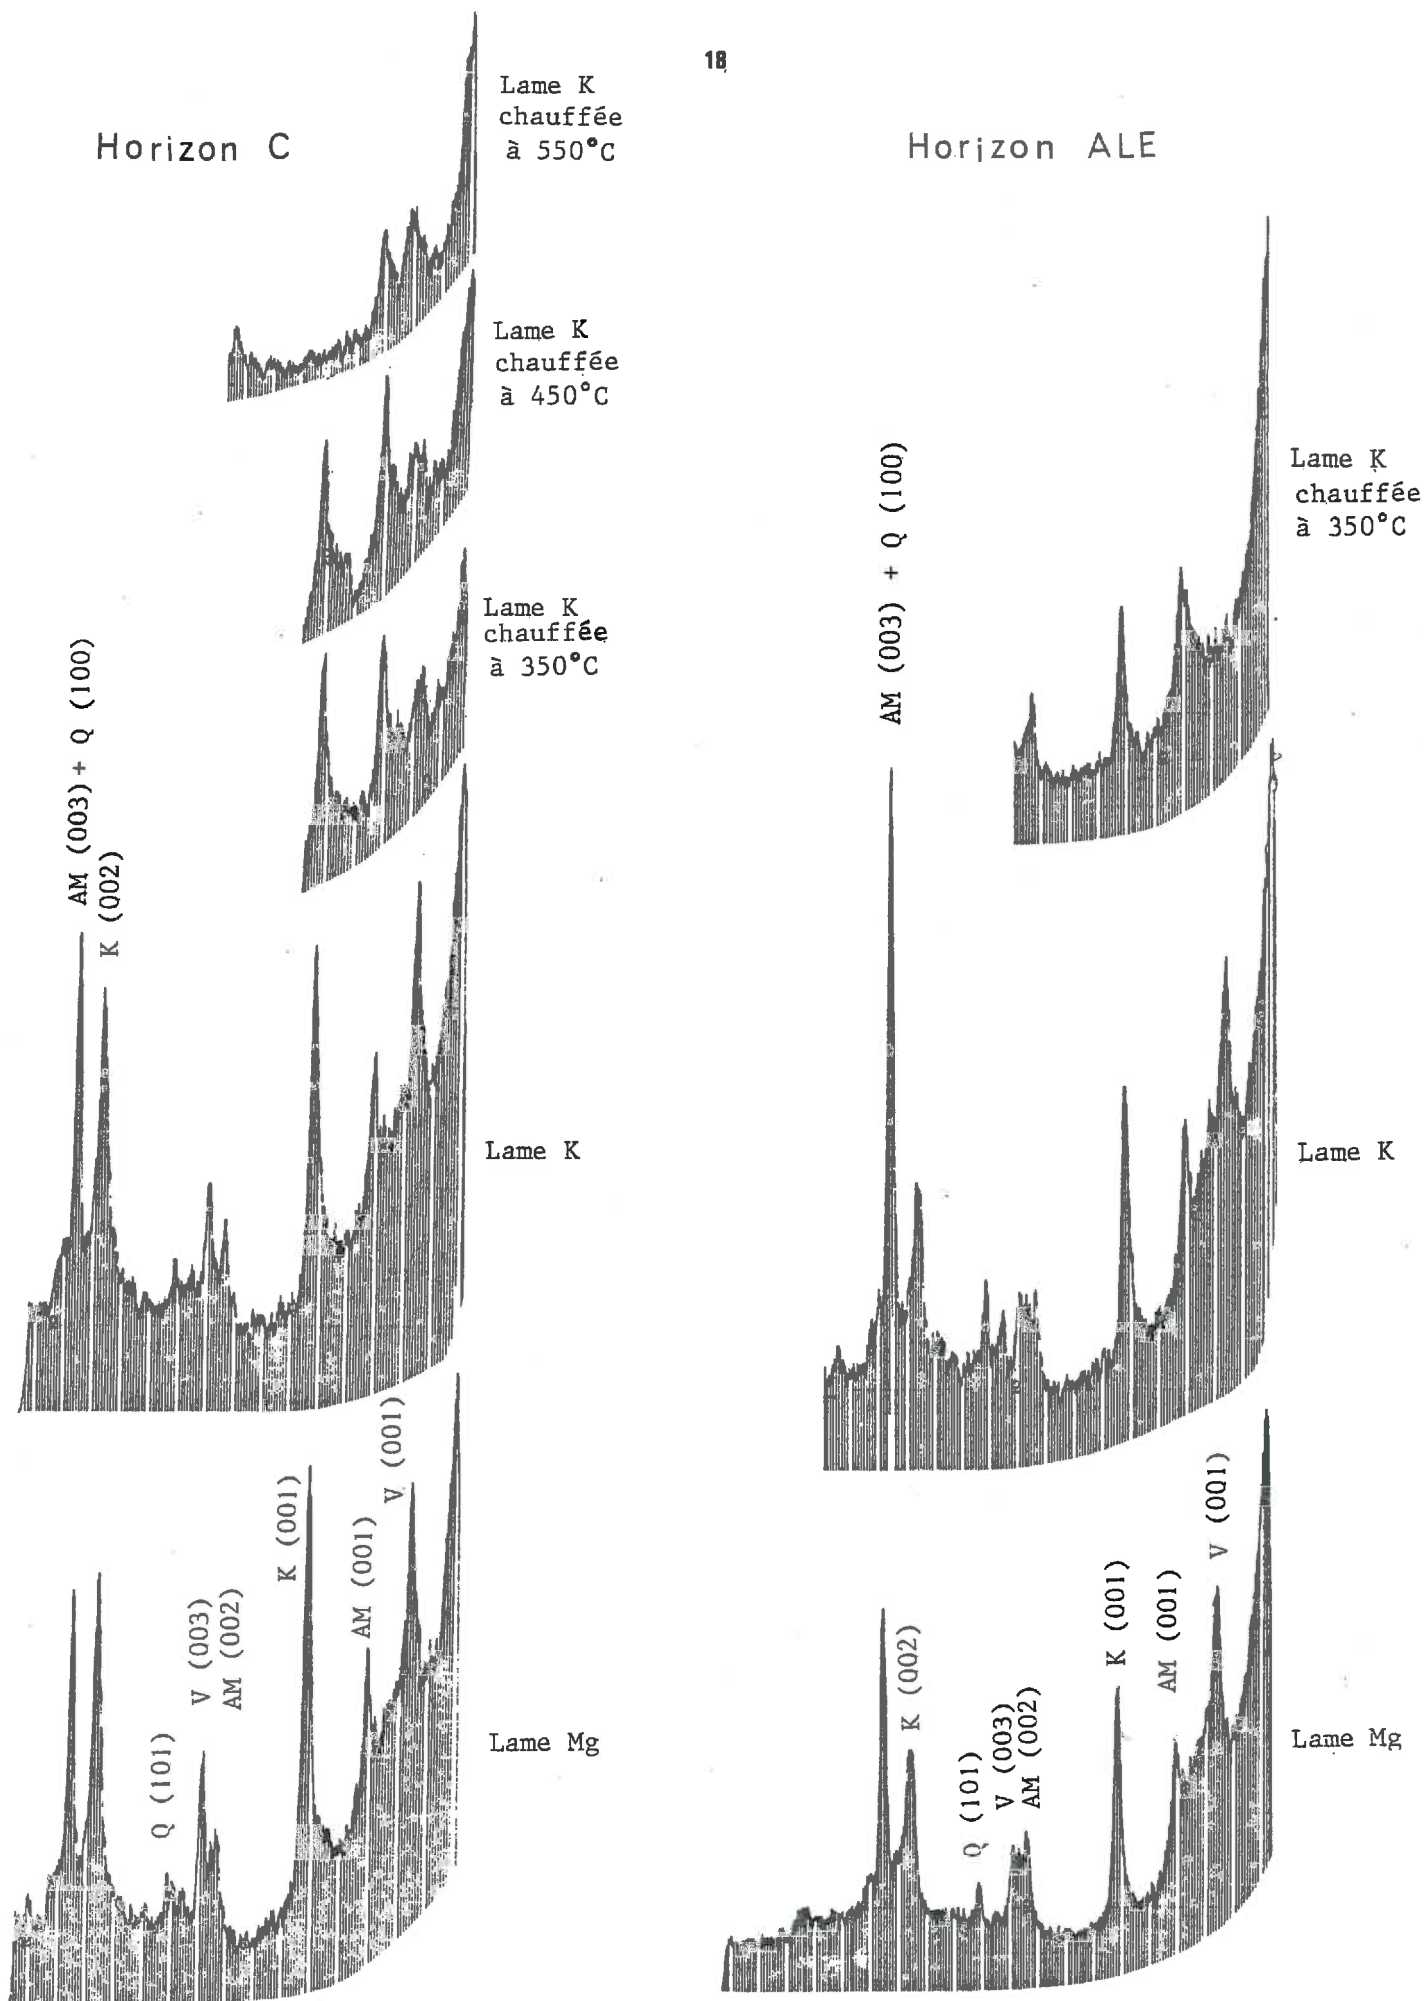 18
Horizon C
Lame K
chauffée
à 550°C
Lame K
chauffée
à 450°C
Lame K
chauffée
à 350°C
AM (003) + Q (100)
K (002)
Lame K
Q (101)
V (003)
AM (002)
K (001)
AM (001)
V (001)
Lame Mg
Horizon ALE
AM (003) + Q (100)
Lame K
chauffée
à 350°C
Lame K
K (002)
Q (101)
V (003)
AM (002)
K (001)
AM (001)
V (001)
Lame Mg